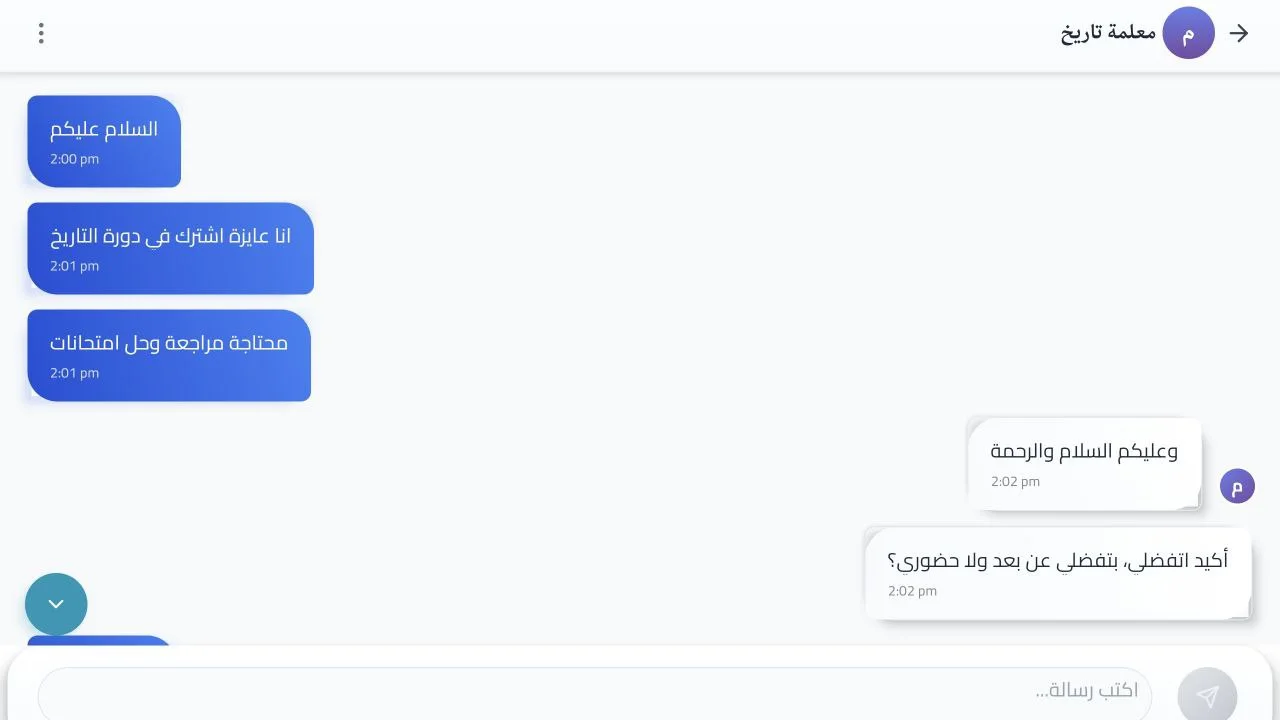 م
معلمة تاريخ
السلام عليكم
2:00 pm
انا عايزة اشترك في دورة التاريخ
2:01 pm
محتاجة مراجعة وحل امتحانات
2:01 pm
وعليكم السلام والرحمة
2:02 pm
م
أكيد اتفضلي، بتفضلي عن بعد ولا حضوري؟
2:02 pm
اكتب رسالة...